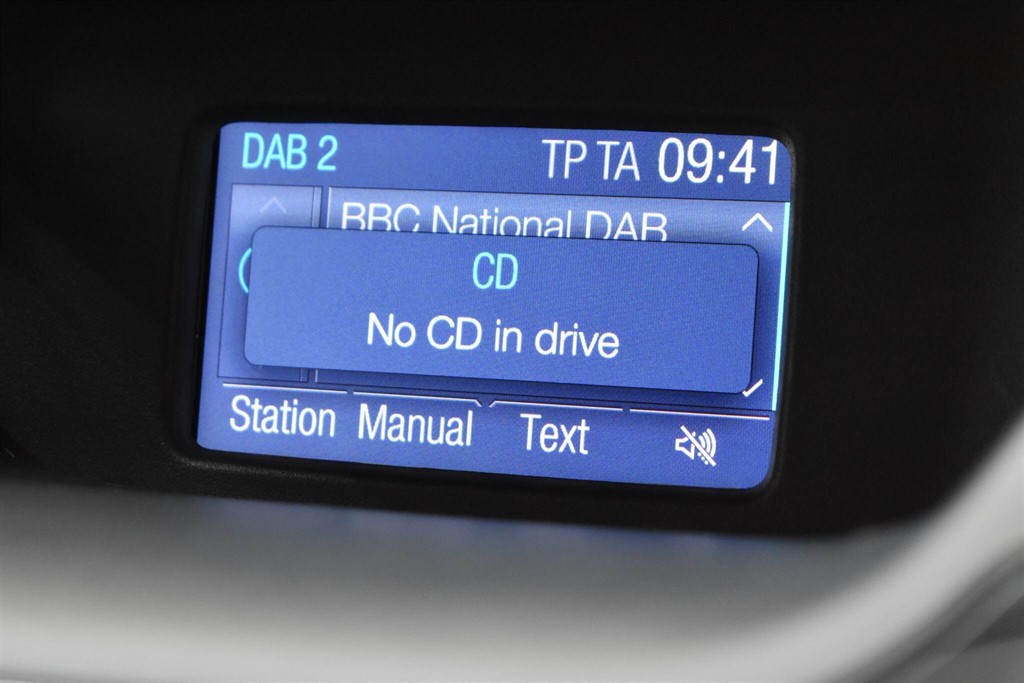 DAB 2 TP TA 09:41
BBC National DAB
CD
No CD in drive
Station Manual Text